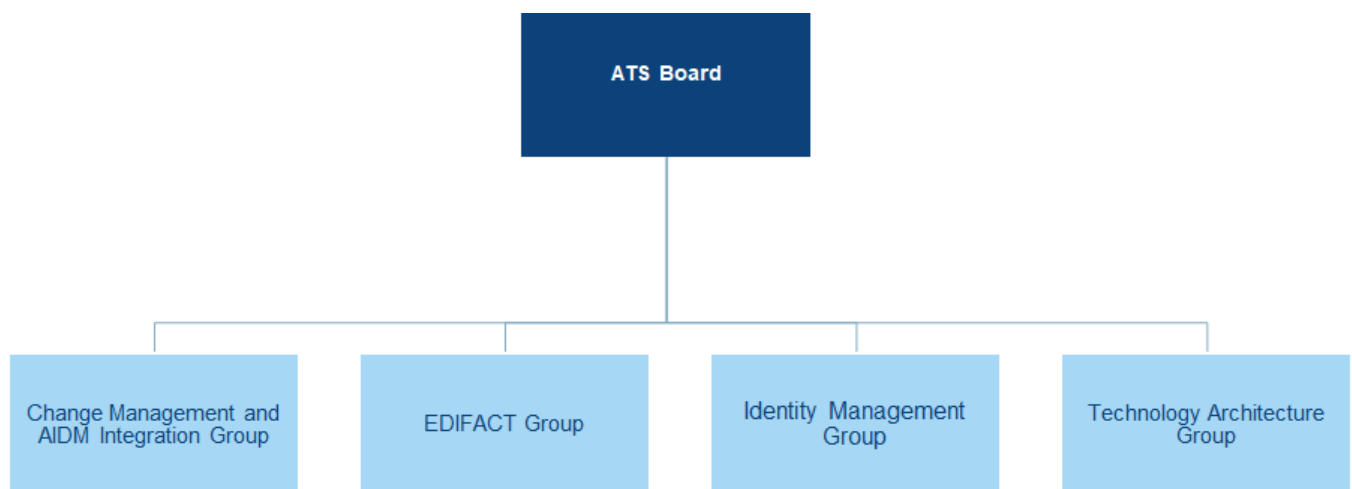 ATS Board
Change Management and
AIDM Integration Group
EDIFACT Group
Identity Management
Group
Technology Architecture
Group